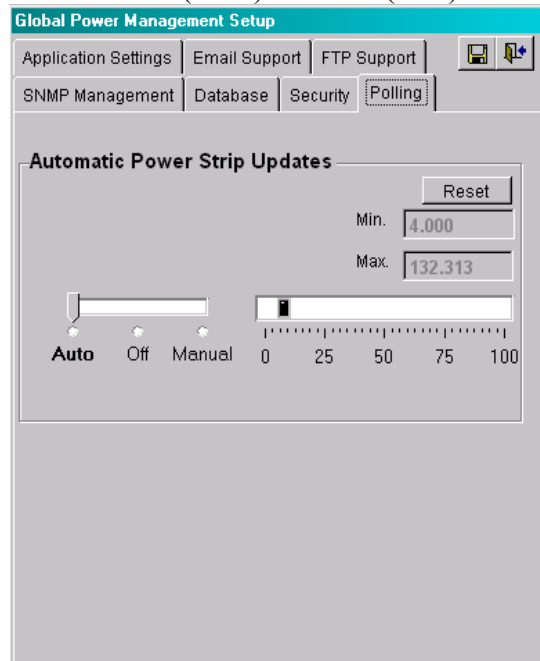 Global Power Management Setup
Application Settings Email Support FTP Support
SNMP Management Database Security Polling
Automatic Power Strip Updates
Reset
Min. 4.000
Max. 132.313
Auto Off Manual 0 25 50 75 100